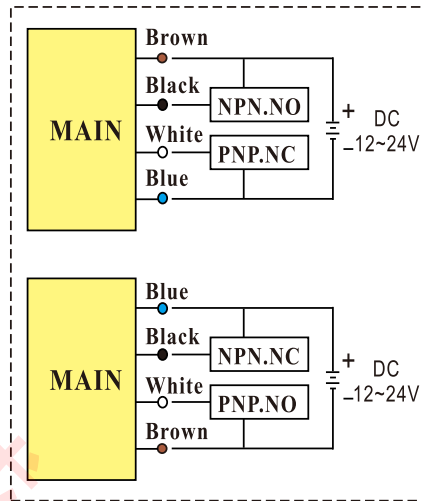 Brown
Black
NPN.NO
MAIN
White
PNP.NC
Blue
+
DC
–12~24V
Blue
Black
NPN.NC
MAIN
White
PNP.NO
Brown
+
DC
–12~24V